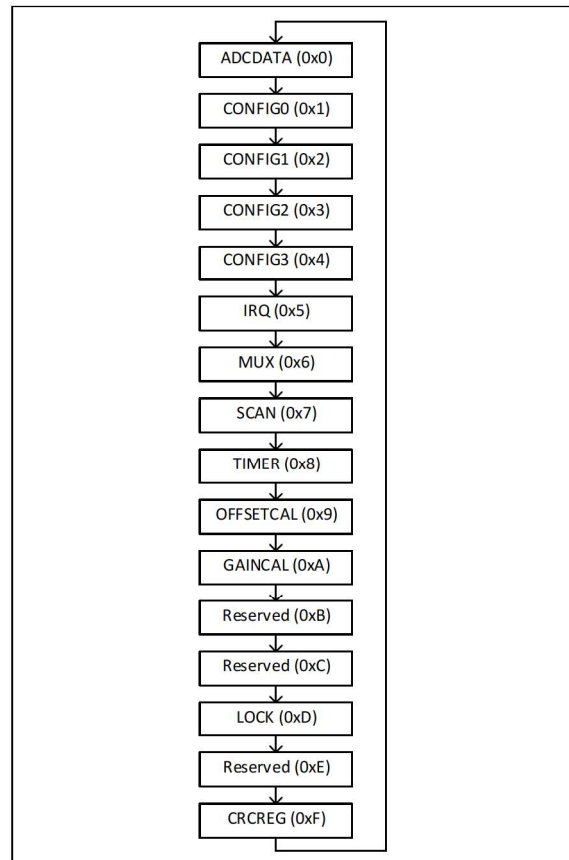 ADCDATA (0x0)
CONFIG0 (0x1)
CONFIG1 (0x2)
CONFIG2 (0x3)
CONFIG3 (0x4)
IRQ (0x5)
MUX (0x6)
SCAN (0x7)
TIMER (0x8)
OFFSETCAL (0x9)
GAINCAL (0xA)
Reserved (0xB)
Reserved (0xC)
LOCK (0xD)
Reserved (0xE)
CRCREG (0xF)